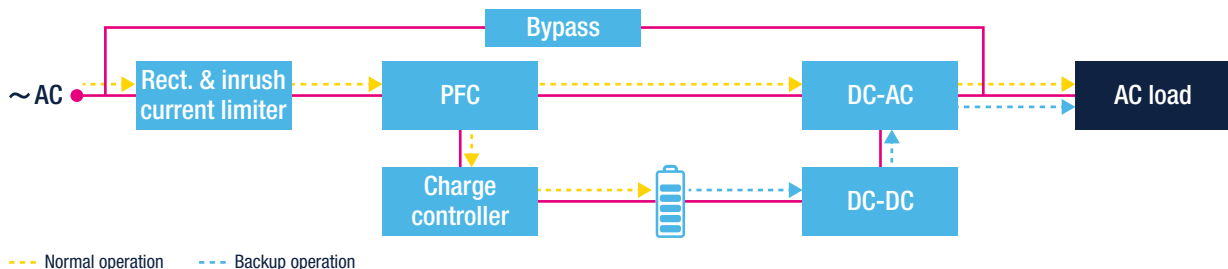 Bypass
~ AC
Rect. & inrush
current limiter
PFC
DC-AC
AC load
Charge
controller
DC-DC
Normal operation
Backup operation